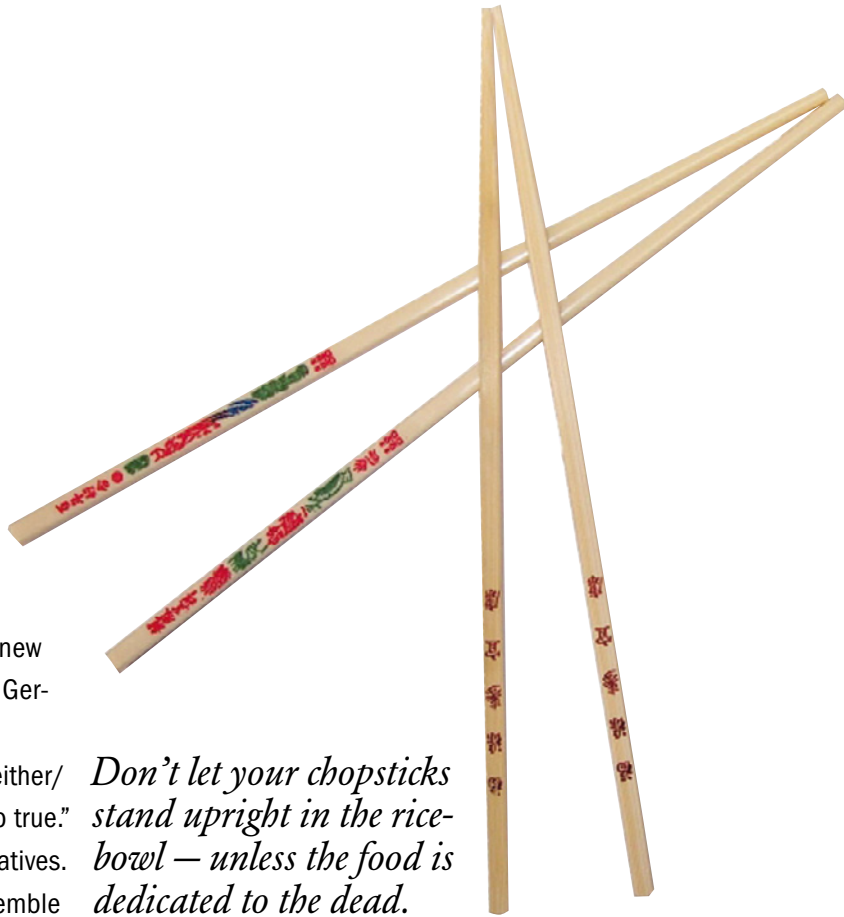 new
Ger-
either/
o true.”
atives.
emble
Don’t let your chopsticks
stand upright in the rice-
bowl — unless the food is
dedicated to the dead.